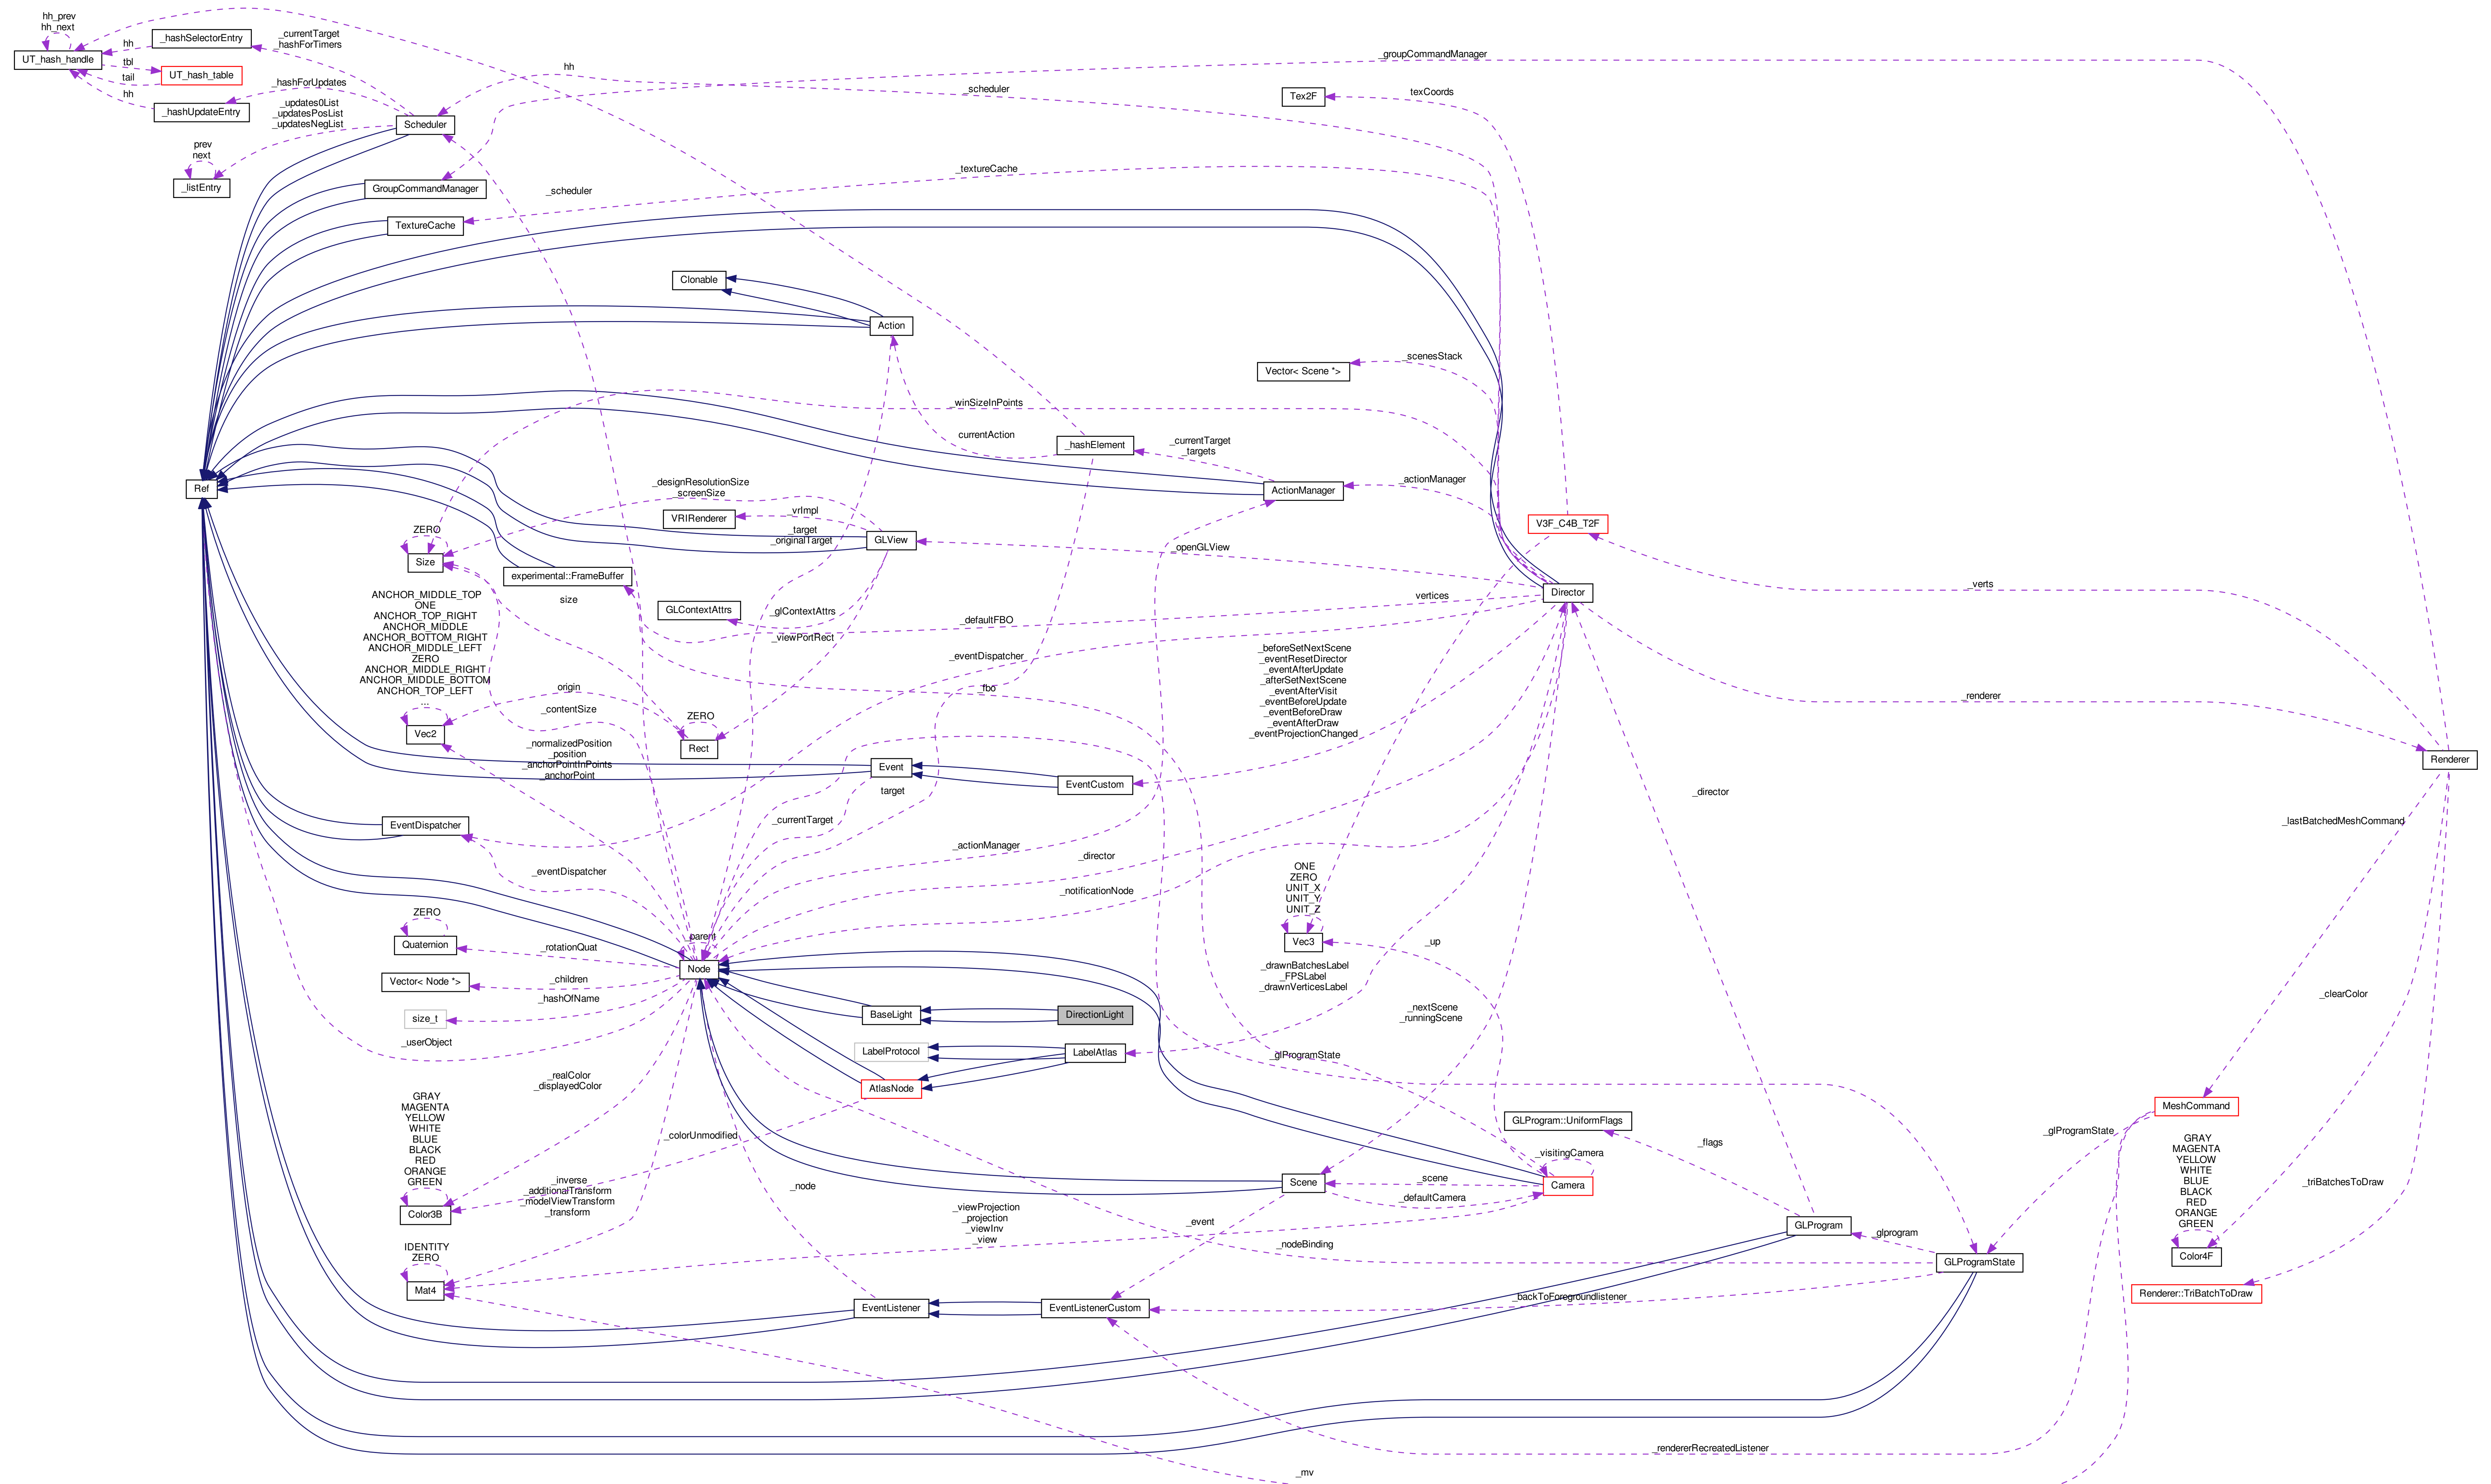 hh_prev
hh_next
UT_hash_handle
hh
_hashSelectorEntry
tbl
tail
UT_hash_table
hh
_hashUpdateEntry
_currentTarget
_hashForTimers
_hashForUpdates
_updates0List
_updatesPosList
_updatesNegList
prev
next
_listEntry
Scheduler
GroupCommandManager
TextureCache
hh
_scheduler
_groupCommandManager
Tex2F
texCoords
_textureCache
_scheduler
Clonable
Action
Vector< Scene *>
_scenesStack
_winSizeInPoints
currentAction
_hashElement
_currentTarget
_targets
ActionManager
_actionManager
Ref
_designResolutionSize
_screenSize
VRIRenderer
_vrImpl
_target
_originalTarget
GLView
_openGLView
V3F_C4B_T2F
ZERO
Size
experimental::FrameBuffer
size
GLContextAttrs
_glContextAttrs
_viewPortRect
_defaultFBO
vertices
Director
_verts
ANCHOR_MIDDLE_TOP
ONE
ANCHOR_TOP_RIGHT
ANCHOR_MIDDLE
ANCHOR_BOTTOM_RIGHT
ANCHOR_MIDDLE_LEFT
ZERO
ANCHOR_MIDDLE_RIGHT
ANCHOR_MIDDLE_BOTTOM
ANCHOR_TOP_LEFT
...
Vec2
origin
_contentSize
ZERO
Rect
_eventDispatcher
_fbo
_beforeSetNextScene
_eventResetDirector
_eventAfterUpdate
_afterSetNextScene
_eventAfterVisit
_eventBeforeUpdate
_eventBeforeDraw
_eventAfterDraw
_eventProjectionChanged
_renderer
Renderer
_normalizedPosition
_position
_anchorPointInPoints
_anchorPoint
Event
EventCustom
target
_currentTarget
_director
EventDispatcher
_eventDispatcher
_actionManager
_director
_notificationNode
_lastBatchedMeshCommand
ONE
ZERO
UNIT_X
UNIT_Y
UNIT_Z
Vec3
_up
ZERO
Quaternion
_rotationQuat
_parent
Node
Vector< Node *>
_children
_hashOfName
size_t
_userObject
BaseLight
DirectionLight
LabelProtocol
LabelAtlas
AtlasNode
_drawnBatchesLabel
_FPSLabel
_drawnVerticesLabel
_nextScene
_runningScene
_clearColor
_glProgramState
_realColor
_displayedColor
GRAY
MAGENTA
YELLOW
WHITE
BLUE
BLACK
RED
ORANGE
GREEN
Color3B
_colorUnmodified
GLProgram::UniformFlags
_flags
MeshCommand
_glProgramState
_visitingCamera
_scene
Scene
Camera
_defaultCamera
_inverse
_additionalTransform
_modelViewTransform
_transform
_node
_viewProjection
_projection
_viewInv
_view
_event
_nodeBinding
GLProgram
_glprogram
GLProgramState
GRAY
MAGENTA
YELLOW
WHITE
BLUE
BLACK
RED
ORANGE
GREEN
Color4F
_triBatchesToDraw
Renderer::TriBatchToDraw
IDENTITY
ZERO
Mat4
EventListener
EventListenerCustom
_backToForegroundlistener
_rendererRecreatedListener
_mv